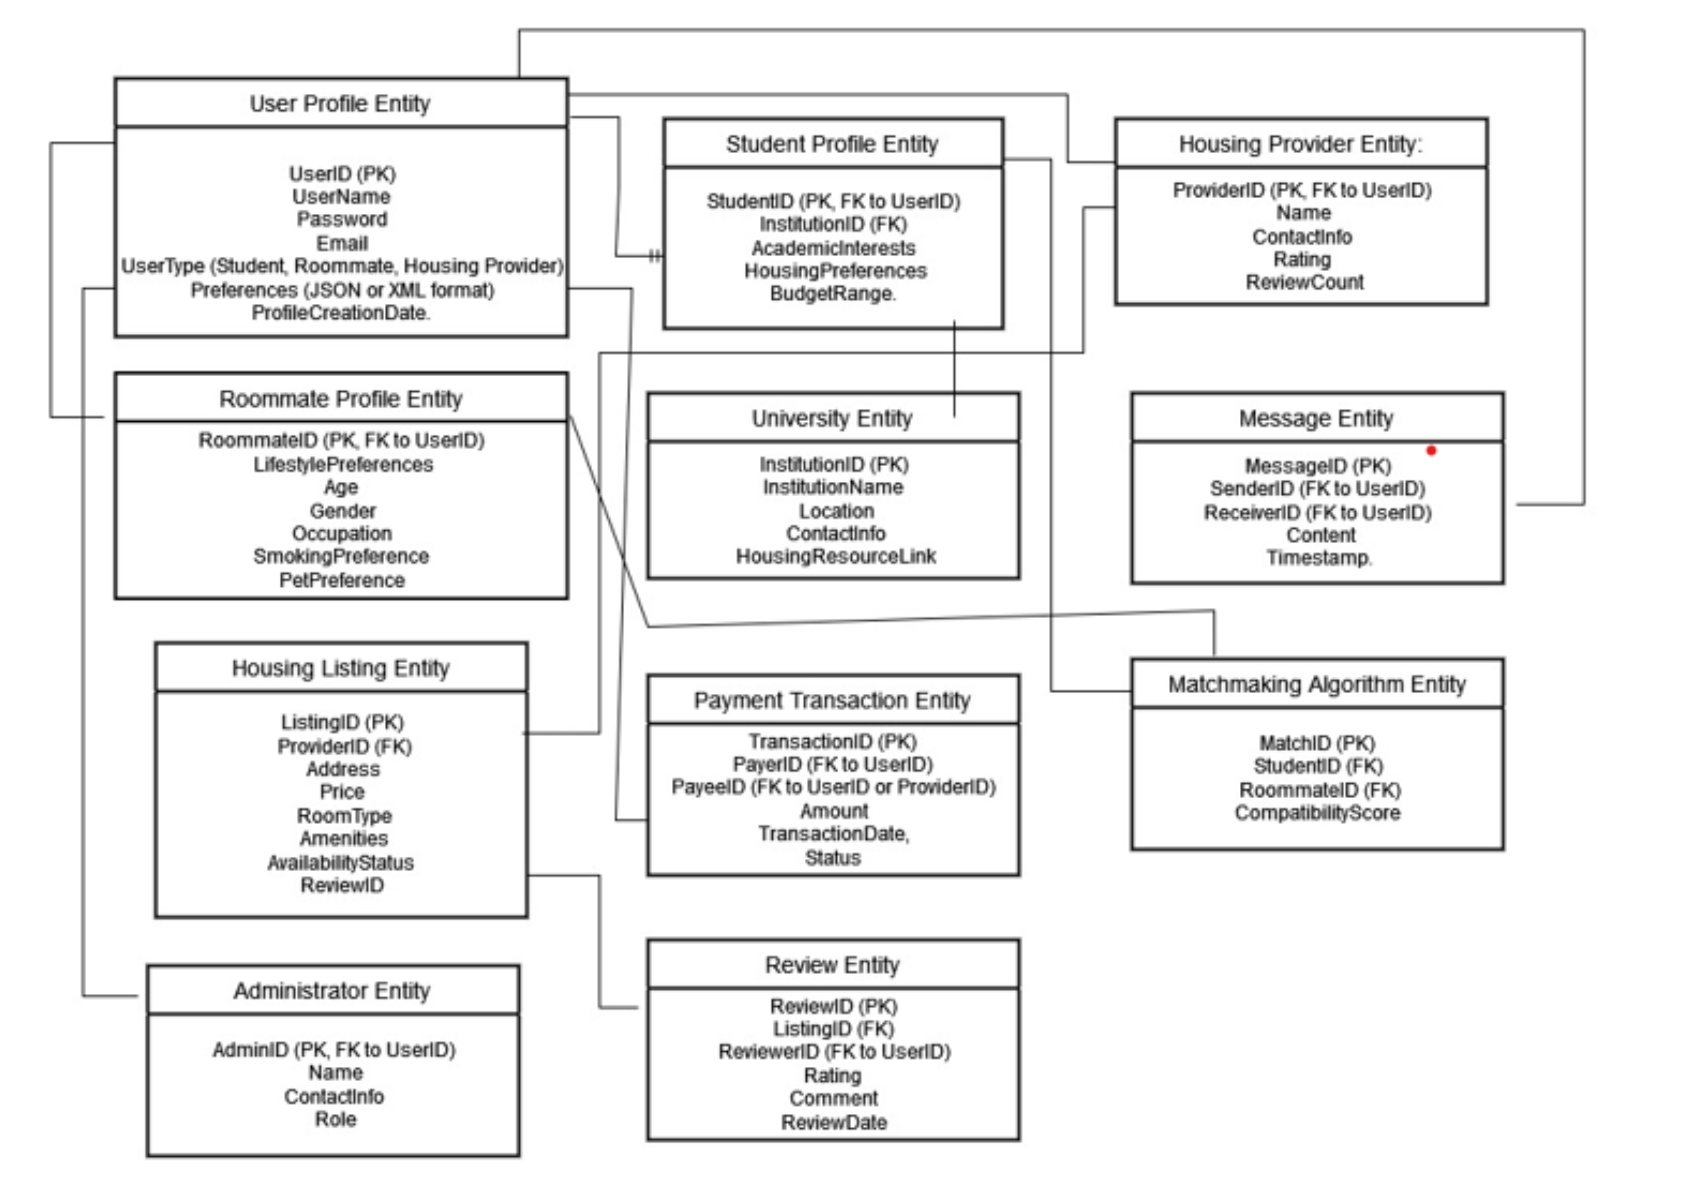 User Profile Entity
UserID (PK)
UserName
Password
Email
UserType (Student, Roommate, Housing Provider)
Preferences (JSON or XML format)
ProfileCreationDate.
Student Profile Entity
StudentID (PK, FK to UserID)
InstitutionID (FK)
AcademicInterests
HousingPreferences
BudgetRange.
Housing Provider Entity:
ProviderID (PK, FK to UserID)
Name
ContactInfo
Rating
ReviewCount
Roommate Profile Entity
RoommateID (PK, FK to UserID)
LifestylePreferences
Age
Gender
Occupation
SmokingPreference
PetPreference
University Entity
InstitutionID (PK)
InstitutionName
Location
ContactInfo
HousingResourceLink
Message Entity
MessageID (PK)
SenderID (FK to UserID)
ReceiverID (FK to UserID)
Content
Timestamp.
Housing Listing Entity
ListingID (PK)
ProviderID (FK)
Address
Price
RoomType
Amenities
AvailabilityStatus
ReviewID
Payment Transaction Entity
TransactionID (PK)
PayerID (FK to UserID)
PayeeID (FK to UserID or ProviderID)
Amount
TransactionDate,
Status
Matchmaking Algorithm Entity
MatchID (PK)
StudentID (FK)
RoommateID (FK)
CompatibilityScore
Administrator Entity
AdminID (PK, FK to UserID)
Name
ContactInfo
Role
Review Entity
ReviewID (PK)
ListingID (FK)
ReviewerID (FK to UserID)
Rating
Comment
ReviewDate